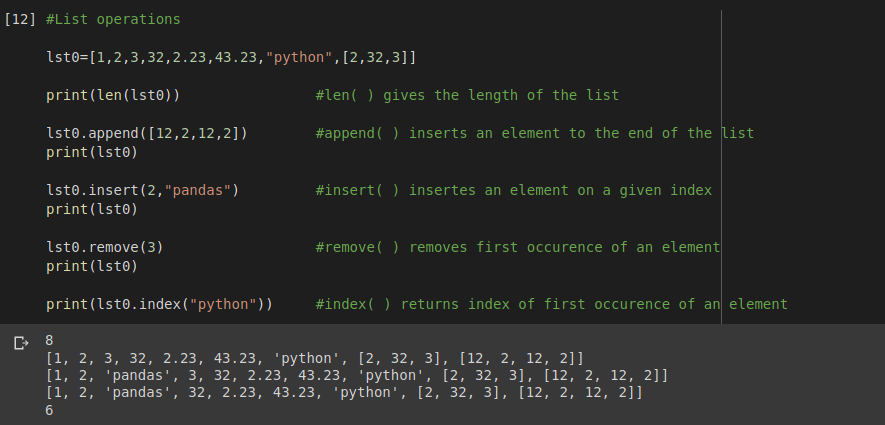 [12] #List operations
lst0=[1,2,3,32,2.23,43.23,"python",[2,32,3]]
print(len(lst0)) #len( ) gives the length of the list
lst0.append([12,2,12,2]) #append( ) inserts an element to the end of the list
print(lst0)
lst0.insert(2,"pandas") #insert( ) insertes an element on a given index
print(lst0)
lst0.remove(3) #remove( ) removes first occurence of an element
print(lst0)
print(lst0.index("python")) #index( ) returns index of first occurence of an element
8
[1, 2, 3, 32, 2.23, 43.23, 'python', [2, 32, 3], [12, 2, 12, 2]]
[1, 2, 'pandas', 3, 32, 2.23, 43.23, 'python', [2, 32, 3], [12, 2, 12, 2]]
[1, 2, 'pandas', 32, 2.23, 43.23, 'python', [2, 32, 3], [12, 2, 12, 2]]
6